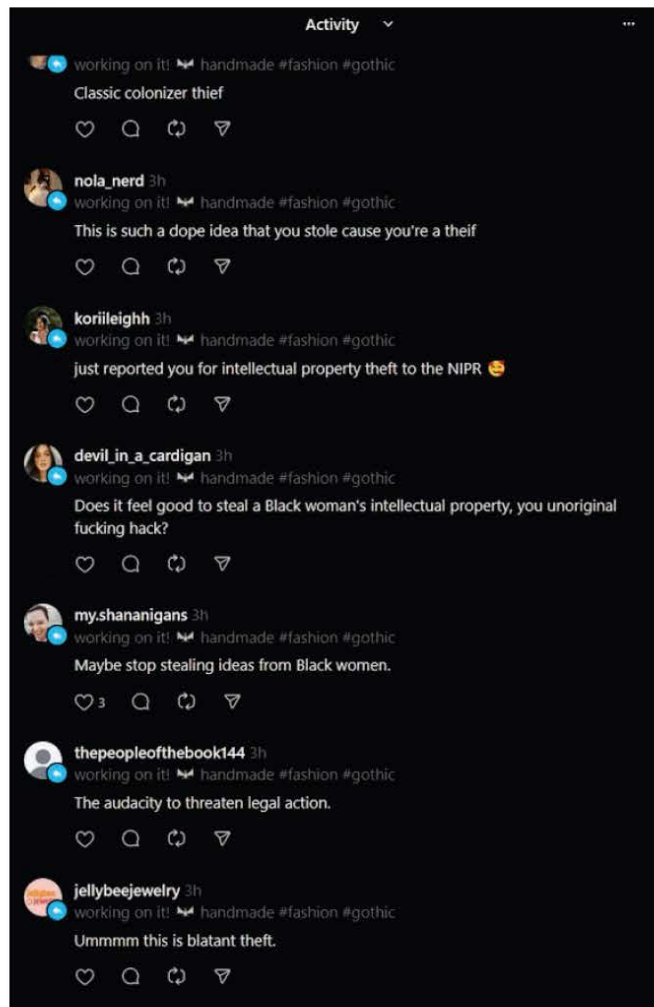 Activity
working on it! handmade #fashion #gothic
Classic colonizer thief
nola_nerd 3h
working on it! handmade #fashion #gothic
This is such a dope idea that you stole cause you're a theif
koriileighh 3h
working on it! handmade #fashion #gothic
just reported you for intellectual property theft to the NIPR 🥰
devil_in_a_cardigan 3h
working on it! handmade #fashion #gothic
Does it feel good to steal a Black woman's intellectual property, you unoriginal
fucking hack?
my.shananigans 3h
working on it! handmade #fashion #gothic
Maybe stop stealing ideas from Black women.
3
thepeopleofthebook144 3h
working on it! handmade #fashion #gothic
The audacity to threaten legal action.
jellybeejewelry 3h
working on it! handmade #fashion #gothic
Ummmm this is blatant theft.